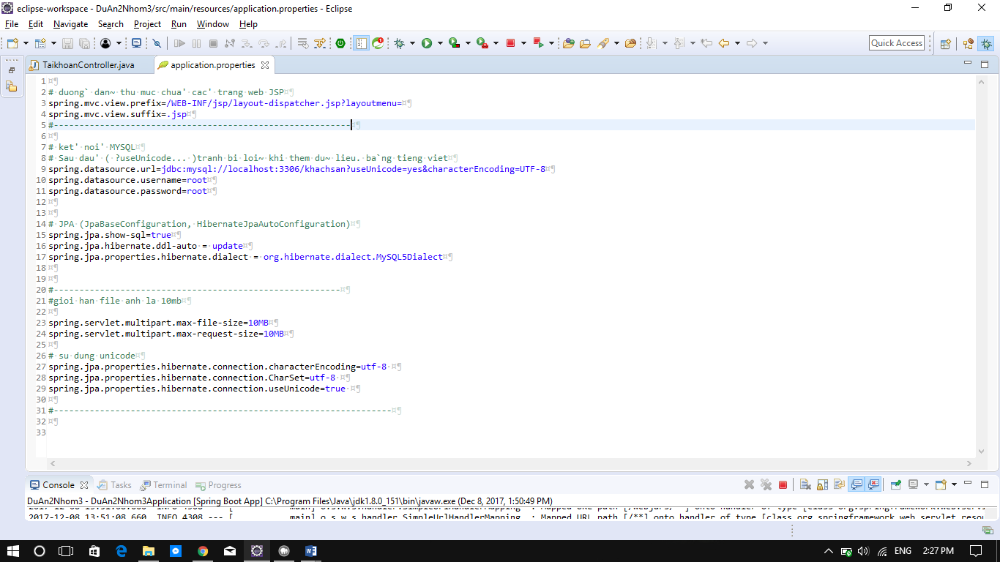 eclipse-workspace - DuAn2Nhom3/src/main/resources/application.properties - Eclipse
File Edit Navigate Search Project Run Window Help
Quick Access
TaikhoanController.java application.properties
1
2 # duong` dan~ thu muc chua' cac' trang web JSP
3 spring.mvc.view.prefix=/WEB-INF/jsp/layout-dispatcher.jsp?layoutmenu=
4 spring.mvc.view.suffix=.jsp
5 #----------------------------------------------------------
6
7 # ket' noi' MYSQL
8 # Sau dau' ( ?useUnicode... )tranh bi loi~ khi them du~ lieu. ba`ng tieng viet
9 spring.datasource.url=jdbc:mysql://localhost:3306/khachsan?useUnicode=yes&characterEncoding=UTF-8
10 spring.datasource.username=root
11 spring.datasource.password=root
12
13
14 # JPA (JpaBaseConfiguration, HibernateJpaAutoConfiguration)
15 spring.jpa.show-sql=true
16 spring.jpa.hibernate.ddl-auto = update
17 spring.jpa.properties.hibernate.dialect = org.hibernate.dialect.MySQL5Dialect
18
19
20 #--------------------------------------------------------
21 #gioi han file anh la 10mb
22
23 spring.servlet.multipart.max-file-size=10MB
24 spring.servlet.multipart.max-request-size=10MB
25
26 # su dung unicode
27 spring.jpa.properties.hibernate.connection.characterEncoding=utf-8
28 spring.jpa.properties.hibernate.connection.CharSet=utf-8
29 spring.jpa.properties.hibernate.connection.useUnicode=true
30
31 #------------------------------------------------------------------
32
33
Console Tasks Terminal Progress
DuAn2Nhom3 - DuAn2Nhom3Application [Spring Boot App] C:\Program Files\Java\jdk1.8.0_151\bin\javaw.exe (Dec 8, 2017, 1:50:49 PM)
2017-12-08 13:51:08.660 INFO 4308 --- [ main] o.s.w.s.handler.SimpleUrlHandlerMapping : Mapped URL path [/**] onto handler of type [class org.springframework.web.servlet.resou
ENG 2:27 PM